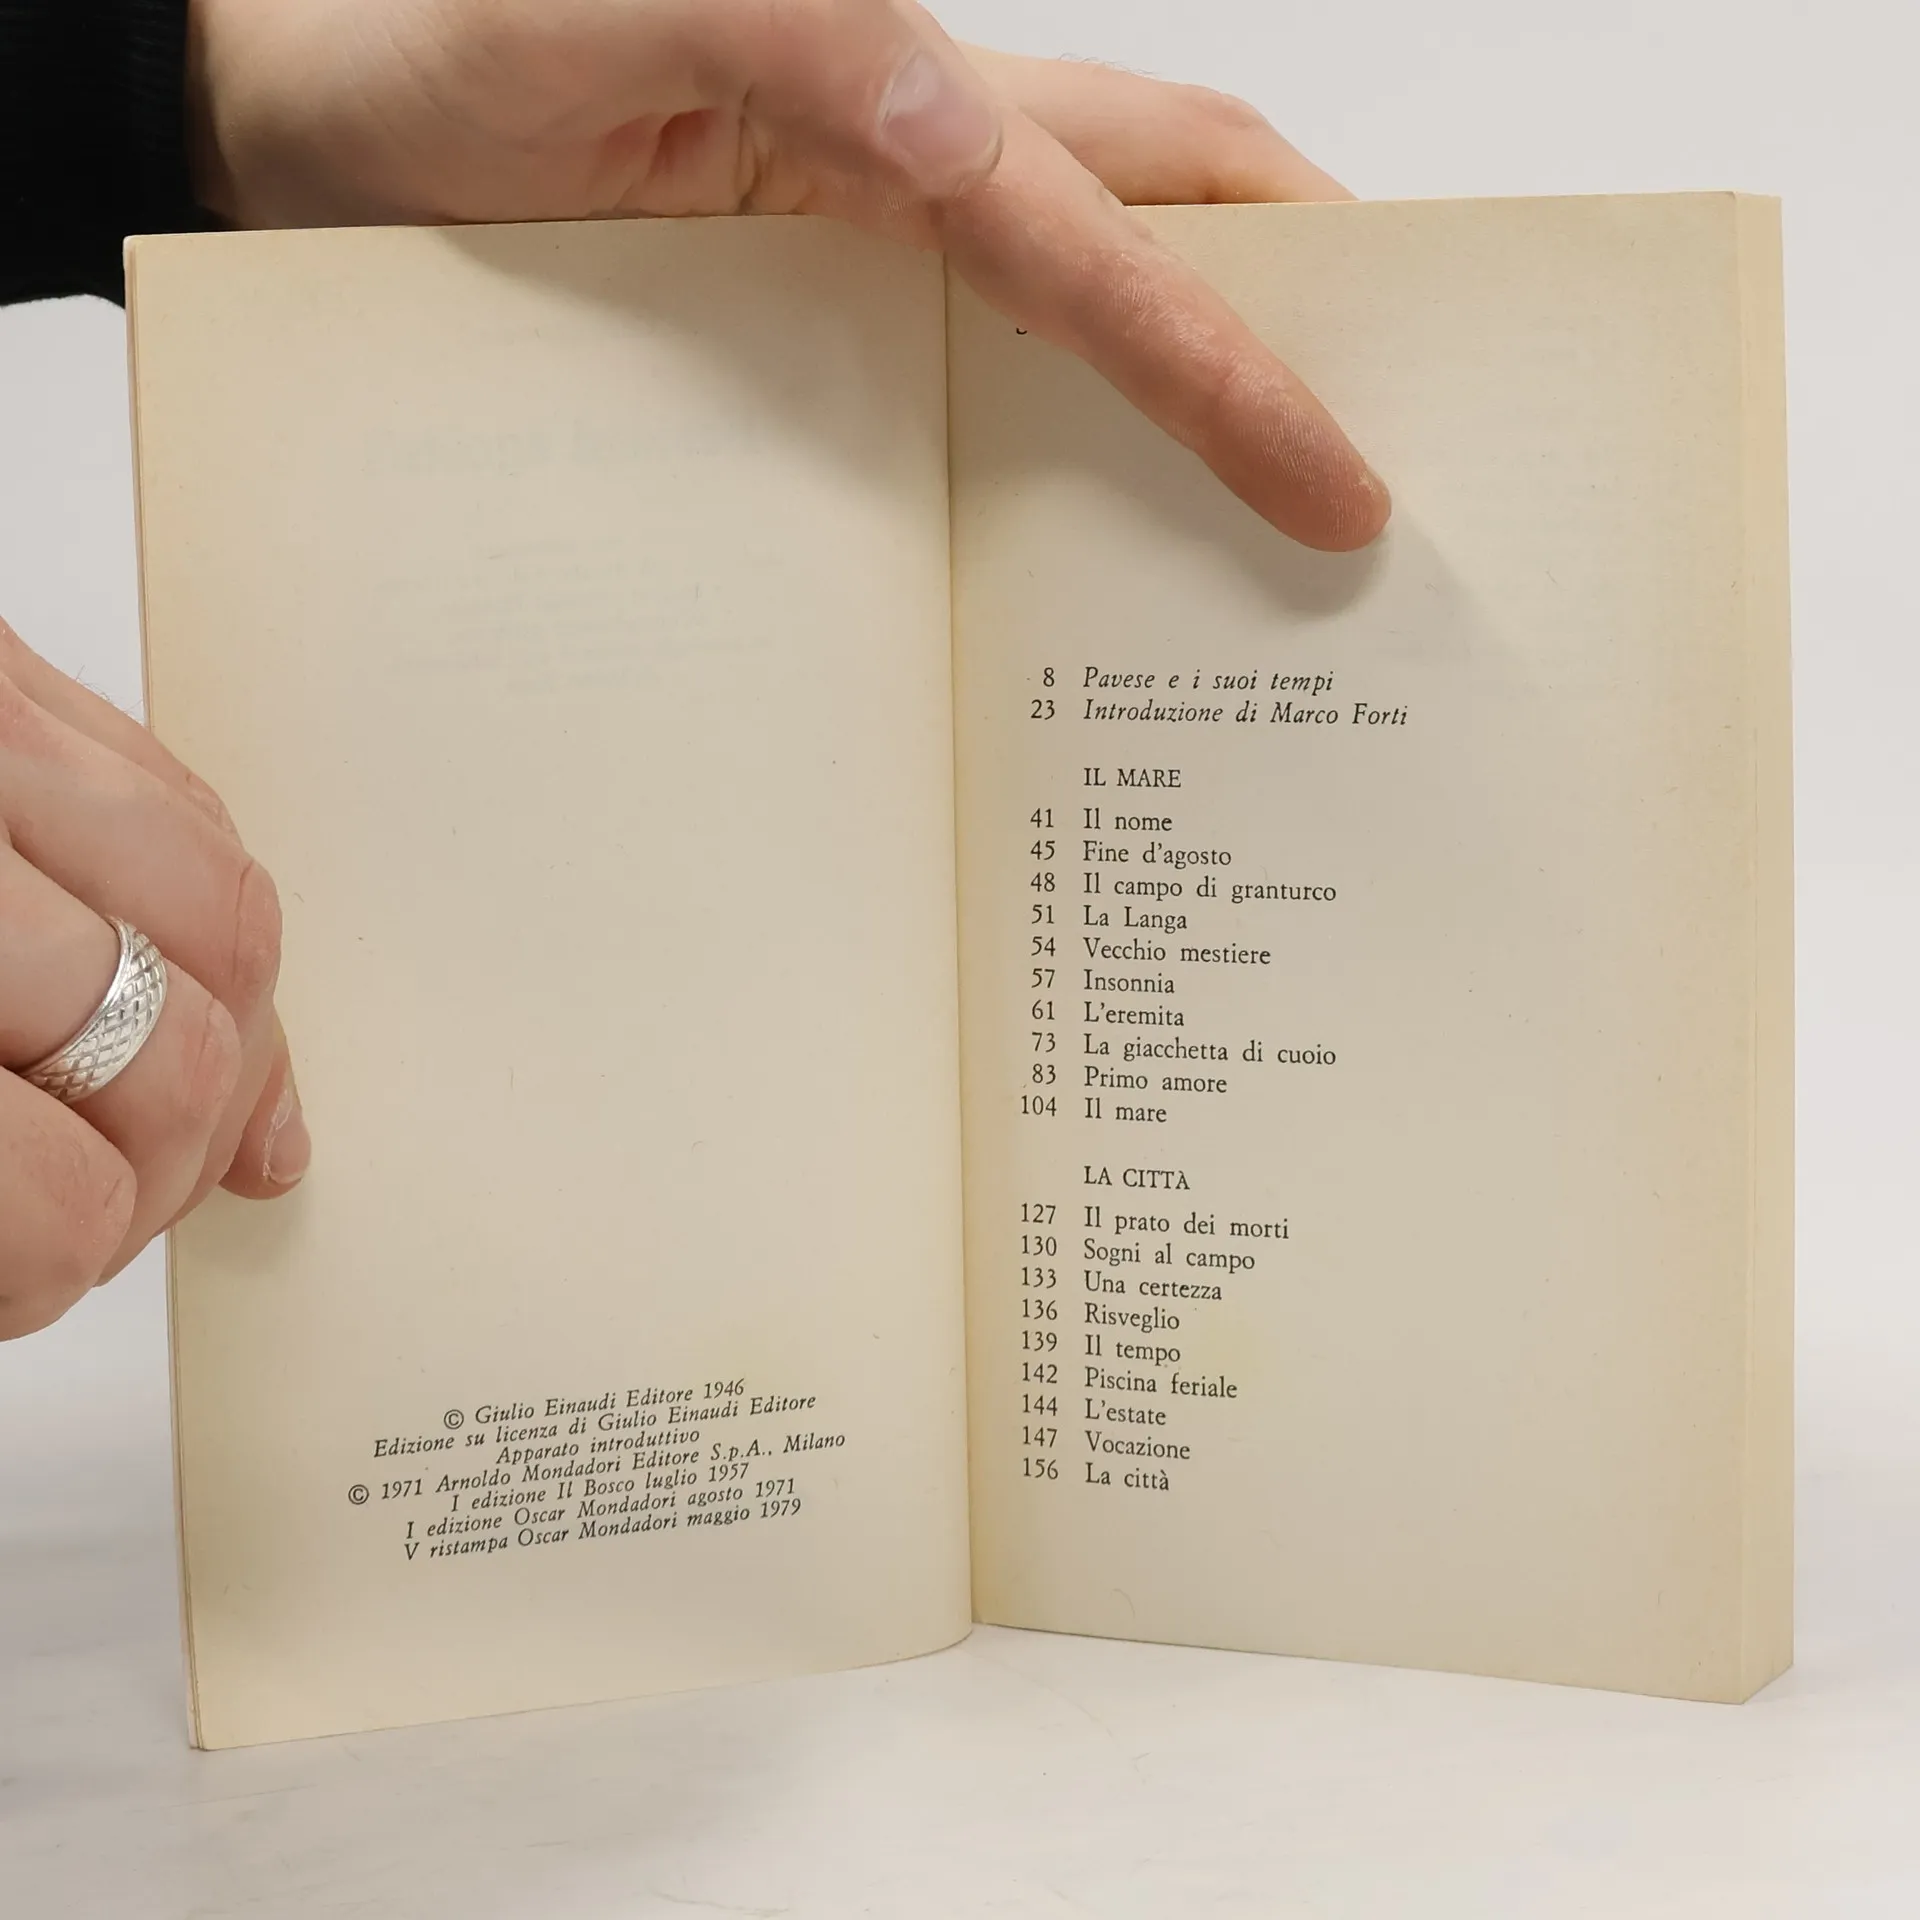 © Giulio Einaudi Editore 1946
Edizione su licenza di Giulio Einaudi Editore
Apparato introduttivo
© 1971 Arnoldo Mondadori Editore S.p.A., Milano
I edizione Il Bosco luglio 1957
I edizione Oscar Mondadori agosto 1971
V ristampa Oscar Mondadori maggio 1979
8 Pavese e i suoi tempi
23 Introduzione di Marco Forti
IL MARE
41 Il nome
45 Fine d'agosto
48 Il campo di granturco
51 La Langa
54 Vecchio mestiere
57 Insonnia
61 L'eremita
73 La giacchetta di cuoio
83 Primo amore
104 Il mare
LA CITTÀ
127 Il prato dei morti
130 Sogni al campo
133 Una certezza
136 Risveglio
139 Il tempo
142 Piscina feriale
144 L'estate
147 Vocazione
156 La città